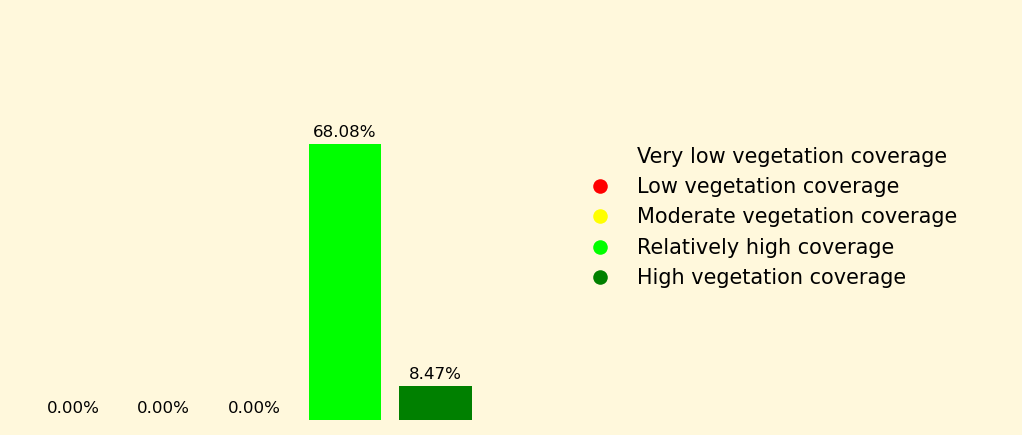 68.08%
8.47%
0.00%
0.00%
0.00%
Very low vegetation coverage
Low vegetation coverage
Moderate vegetation coverage
Relatively high coverage
High vegetation coverage